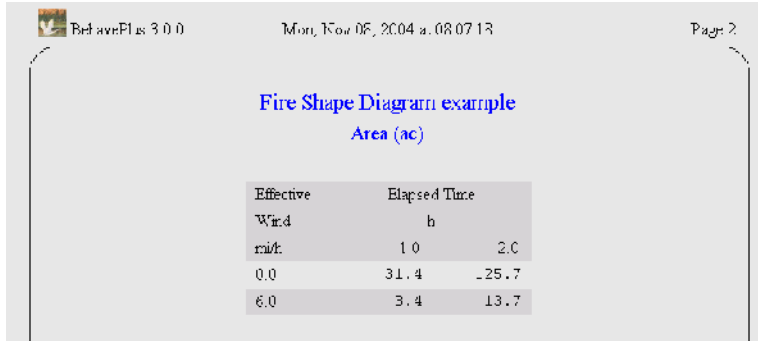 BehavePlus 3.0.0 Mon, Nov 08, 2004 at 08:07:18 Page 2
Fire Shape Diagram example
Area (ac)
Effective Elapsed Time
Wind h
mi/h 1.0 2.0
0.0 31.4 125.7
6.0 3.4 13.7